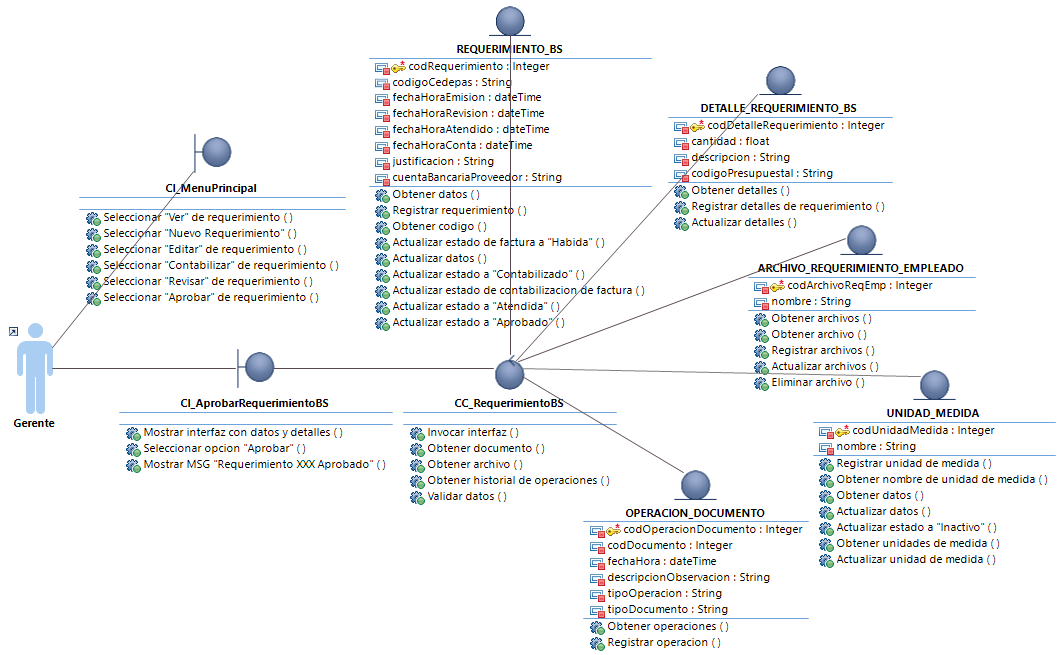 REQUERIMIENTO_BS
codRequerimiento : Integer
codigoCedepas : String
fechaHoraEmision : dateTime
fechaHoraRevision : dateTime
fechaHoraAtendido : dateTime
fechaHoraConta : dateTime
justificacion : String
cuentaBancariaProveedor : String
Obtener datos ( )
Registrar requerimiento ( )
Obtener codigo ( )
Actualizar estado de factura a "Habida" ( )
Actualizar datos ( )
Actualizar estado a "Contabilizado" ( )
Actualizar estado de contabilizacion de factura ( )
Actualizar estado a "Atendida" ( )
Actualizar estado a "Aprobado" ( )
DETALLE_REQUERIMIENTO_BS
codDetalleRequerimiento : Integer
cantidad : float
descripcion : String
codigoPresupuestal : String
Obtener detalles ( )
Registrar detalles de requerimiento ( )
Actualizar detalles ( )
CI_MenuPrincipal
Seleccionar "Ver" de requerimiento ( )
Seleccionar "Nuevo Requerimiento" ( )
Seleccionar "Editar" de requerimiento ( )
Seleccionar "Contabilizar" de requerimiento ( )
Seleccionar "Revisar" de requerimiento ( )
Seleccionar "Aprobar" de requerimiento ( )
ARCHIVO_REQUERIMIENTO_EMPLEADO
codArchivoReqEmp : Integer
nombre : String
Obtener archivos ( )
Obtener archivo ( )
Registrar archivos ( )
Actualizar archivos ( )
Eliminar archivo ( )
Gerente
CI_AprobarRequerimientoBS
Mostrar interfaz con datos y detalles ( )
Seleccionar opcion "Aprobar" ( )
Mostrar MSG "Requerimiento XXX Aprobado" ( )
CC_RequerimientoBS
Invocar interfaz ( )
Obtener documento ( )
Obtener archivo ( )
Obtener historial de operaciones ( )
Validar datos ( )
UNIDAD_MEDIDA
codUnidadMedida : Integer
nombre : String
Registrar unidad de medida ( )
Obtener nombre de unidad de medida ( )
Obtener datos ( )
Actualizar datos ( )
Actualizar estado a "Inactivo" ( )
Obtener unidades de medida ( )
Actualizar unidad de medida ( )
OPERACION_DOCUMENTO
codOperacionDocumento : Integer
codDocumento : Integer
fechaHora : dateTime
descripcionObservacion : String
tipoOperacion : String
tipoDocumento : String
Obtener operaciones ( )
Registrar operacion ( )